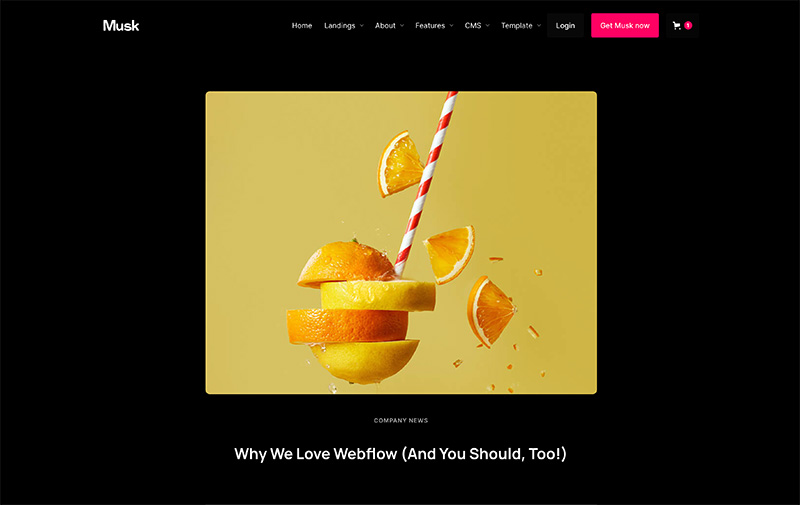 Musk
Home Landings About Features CMS Template Login Get Musk now 1
COMPANY NEWS
Why We Love Webflow (And You Should, Too!)